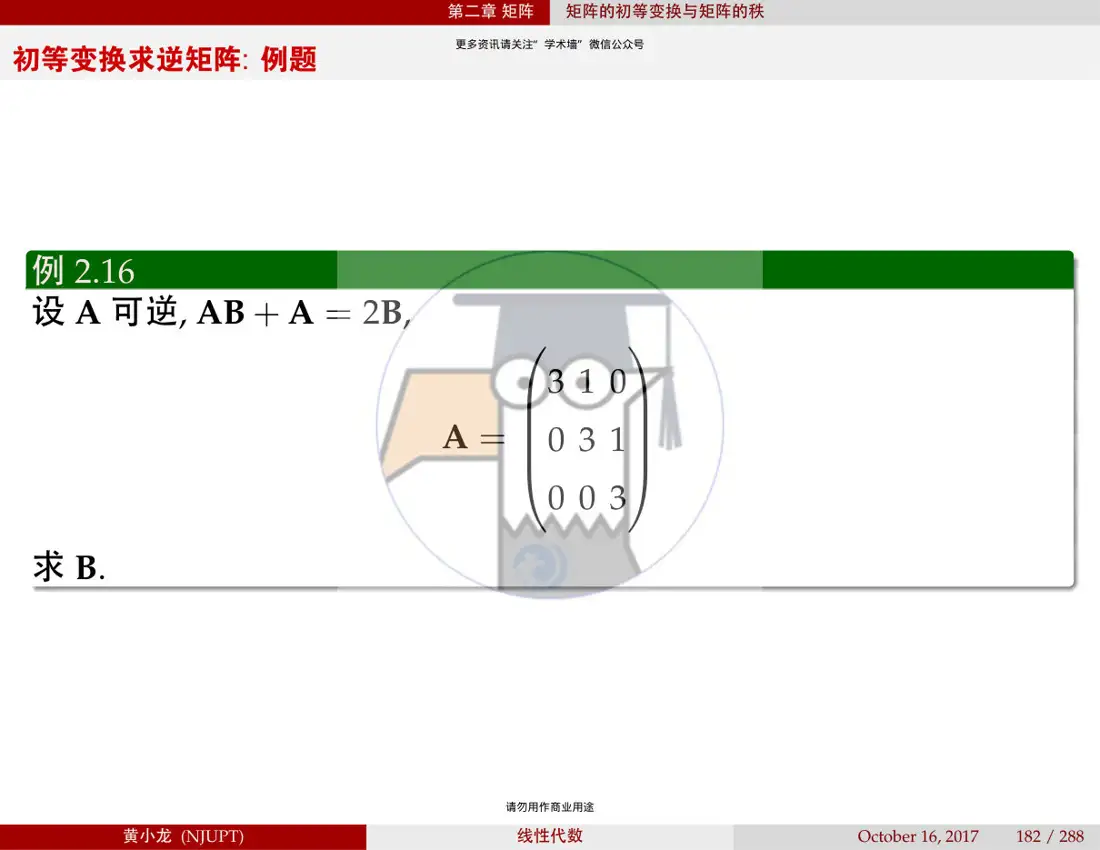 第二章 矩阵 矩阵的初等变换与矩阵的秩
更多资讯请关注“学术墙”微信公众号
初等变换求逆矩阵: 例题
例 2.16
设 A 可逆, AB + A = 2B,
3 1 0
A = 0 3 1
0 0 3
求 B.
请勿用作商业用途
黄小龙 (NJUPT) 线性代数 October 16, 2017 182 / 288